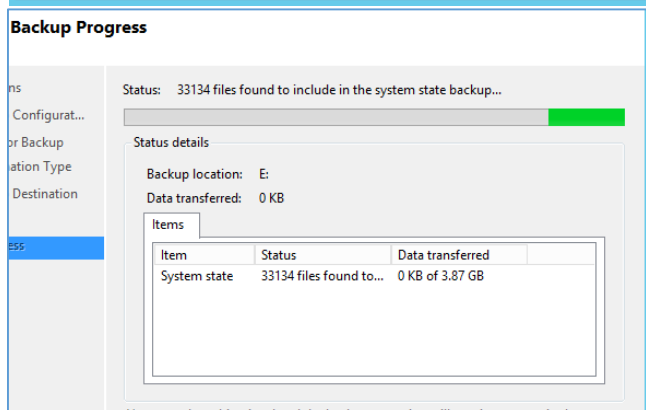 Backup Progress
ns
Configurat...
or Backup
ation Type
Destination
ess
Status: 33134 files found to include in the system state backup...
Status details
Backup location: E:
Data transferred: 0 KB
Items
Item Status Data transferred
System state 33134 files found to... 0 KB of 3.87 GB